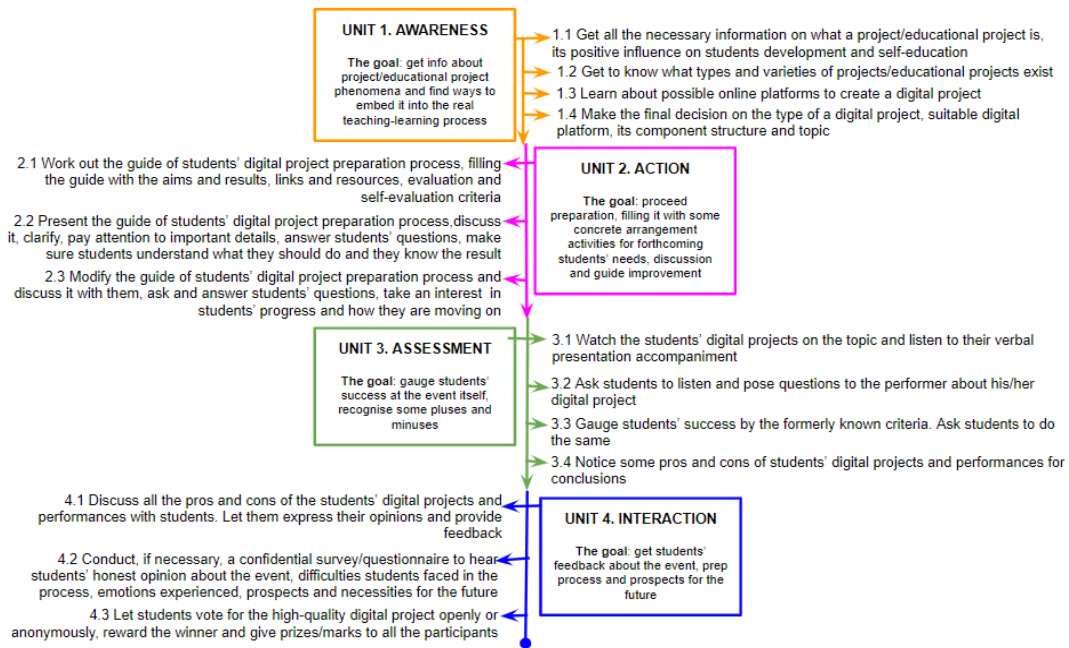 UNIT 1. AWARENESS
The goal: get info about
project/educational project
phenomena and find ways to
embed it into the real
teaching-learning process
1.1 Get all the necessary information on what a project/educational project is,
its positive influence on students development and self-education
1.2 Get to know what types and varieties of projects/educational projects exist
1.3 Learn about possible online platforms to create a digital project
1.4 Make the final decision on the type of a digital project, suitable digital
platform, its component structure and topic
UNIT 2. ACTION
The goal: proceed
preparation, filling it with some
concrete arrangement
activities for forthcoming
students' needs, discussion
and guide improvement
2.1 Work out the guide of students' digital project preparation process, filling
the guide with the aims and results, links and resources, evaluation and
self-evaluation criteria
2.2 Present the guide of students' digital project preparation process,discuss
it, clarify, pay attention to important details, answer students' questions, make
sure students understand what they should do and they know the result
2.3 Modify the guide of students' digital project preparation process and
discuss it with them, ask and answer students' questions, take an interest in
students' progress and how they are moving on
UNIT 3. ASSESSMENT
The goal: gauge students'
success at the event itself,
recognise some pluses and
minuses
3.1 Watch the students' digital projects on the topic and listen to their verbal
presentation accompaniment
3.2 Ask students to listen and pose questions to the performer about his/her
digital project
3.3 Gauge students' success by the formerly known criteria. Ask students to do
the same
3.4 Notice some pros and cons of students' digital projects and performances for
conclusions
UNIT 4. INTERACTION
The goal: get students'
feedback about the event, prep
process and prospects for the
future
4.1 Discuss all the pros and cons of the students' digital projects and
performances with students. Let them express their opinions and provide
feedback
4.2 Conduct, if necessary, a confidential survey/questionnaire to hear
students' honest opinion about the event, difficulties students faced in the
process, emotions experienced, prospects and necessities for the future
4.3 Let students vote for the high-quality digital project openly or
anonymously, reward the winner and give prizes/marks to all the participants